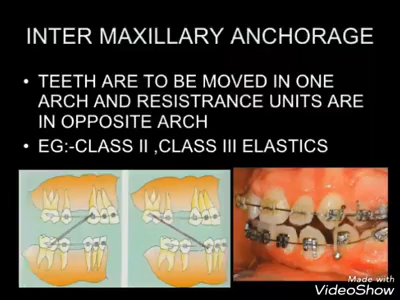 INTER MAXILLARY ANCHORAGE
• TEETH ARE TO BE MOVED IN ONE
ARCH AND RESISTRANCE UNITS ARE
IN OPPOSITE ARCH
• EG:-CLASS II ,CLASS III ELASTICS
Made with
VideoShow